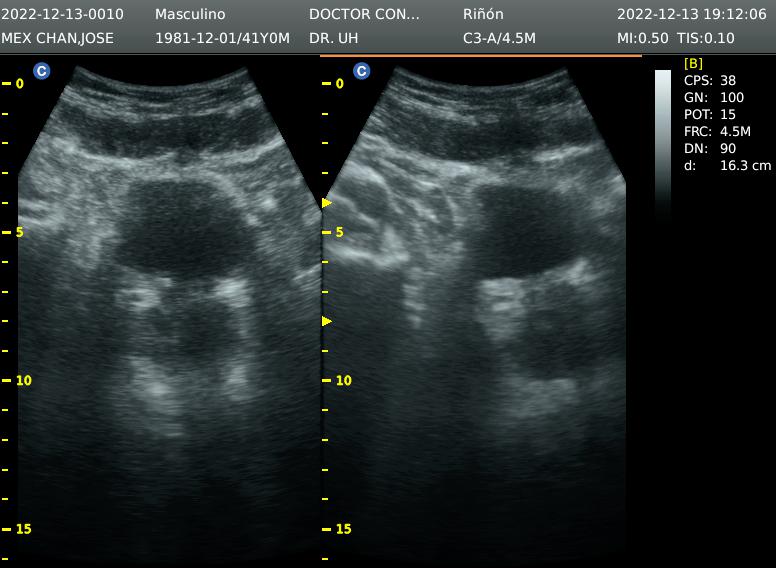 2022-12-13-0010 Masculino DOCTOR CON... Riñón 2022-12-13 19:12:06
MEX CHAN,JOSE 1981-12-01/41Y0M DR. UH C3-A/4.5M MI:0.50 TIS:0.10
C C [B]
0 0
CPS: 38
GN: 100
POT: 15
FRC: 4.5M
DN: 90
d: 16.3 cm
5 5
10 10
15 15